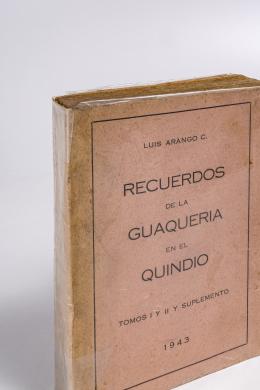 LUIS ARANGO C.
RECUERDOS
DE LA
GUAQUERIA
EN EL
QUINDIO
TOMOS I Y II Y SUPLEMENTO
1943